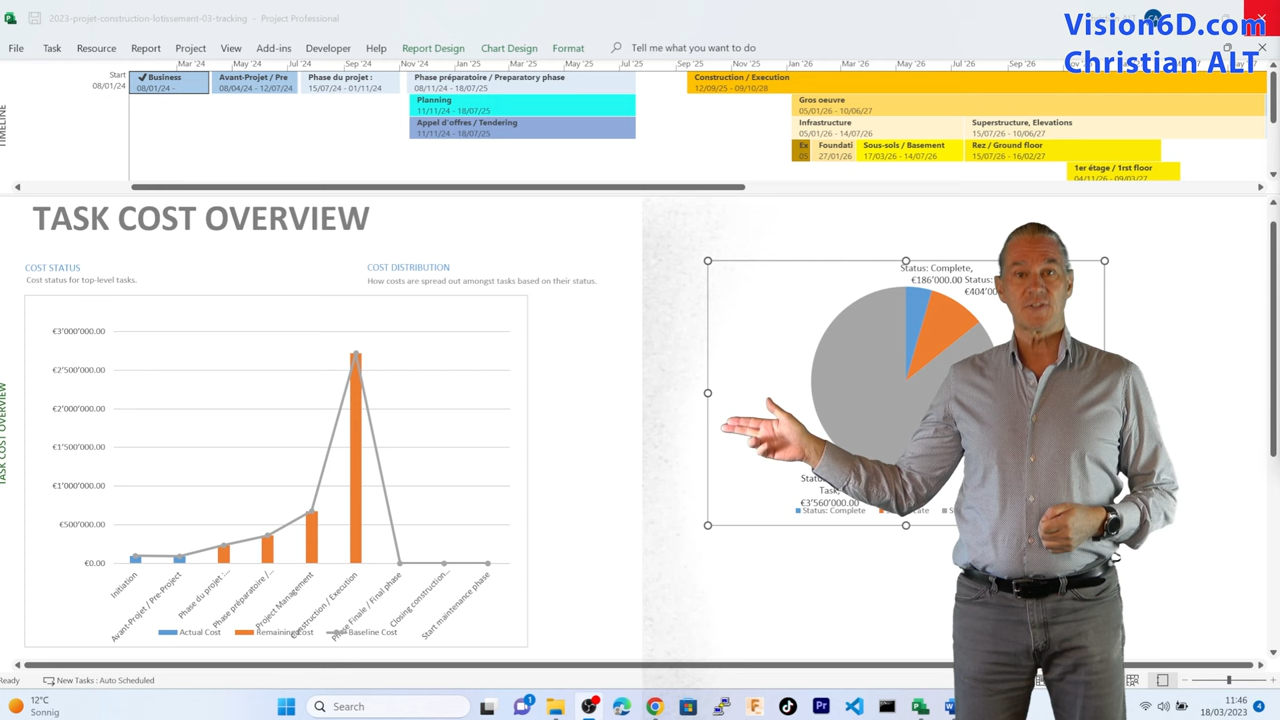 2023-projet-construction-lotissement-03-tracking - Project Professional
Vision6D.com
Christian ALT
File Task Resource Report Project View Add-ins Developer Help Report Design Chart Design Format Tell me what you want to do
Mar '24 May '24 Jul '24 Sep '24 Nov '24 Jan '25 Mar '25 May '25 Jul '25 Sep '25 Nov '25 Jan '26 Mar '26 May '26 Jul '26 Sep '26
Start
08/01/24
TIMELINE
✓Business
08/01/24 -
Avant-Projet / Pre
08/04/24 - 12/07/24
Phase du projet :
15/07/24 - 01/11/24
Phase préparatoire / Preparatory phase
08/11/24 - 18/07/25
Construction / Execution
12/09/25 - 09/10/28
Planning
11/11/24 - 18/07/25
Gros oeuvre
05/01/26 - 10/06/27
Appel d'offres / Tendering
11/11/24 - 18/07/25
Infrastructure
05/01/26 - 14/07/26
Superstructure, Elevations
15/07/26 - 10/06/27
Ex
05
Foundati
27/01/26
Sous-sols / Basement
17/03/26 - 14/07/26
Rez / Ground floor
15/07/26 - 16/02/27
1er étage / 1rst floor
04/11/26 - 09/03/27
TASK COST OVERVIEW
TASK COST OVERVIEW
COST STATUS
Cost status for top-level tasks.
COST DISTRIBUTION
How costs are spread out amongst tasks based on their status.
€3'000'000.00
€2'500'000.00
€2'000'000.00
€1'500'000.00
€1'000'000.00
€500'000.00
€0.00
Initiation
Avant-Projet / Pre-Project
Phase du projet :...
Phase préparatoire /...
Project Management
Construction / Execution
Phase Finale / Final phase
Closing construction...
Start maintenance phase
Actual Cost Remaining Cost Baseline Cost
Status: Complete,
€186'000.00
Status:
Task,
€3'560'000.00
Status: Complete
Ready New Tasks : Auto Scheduled
12°C
Sonnig
Search
11:46
18/03/2023